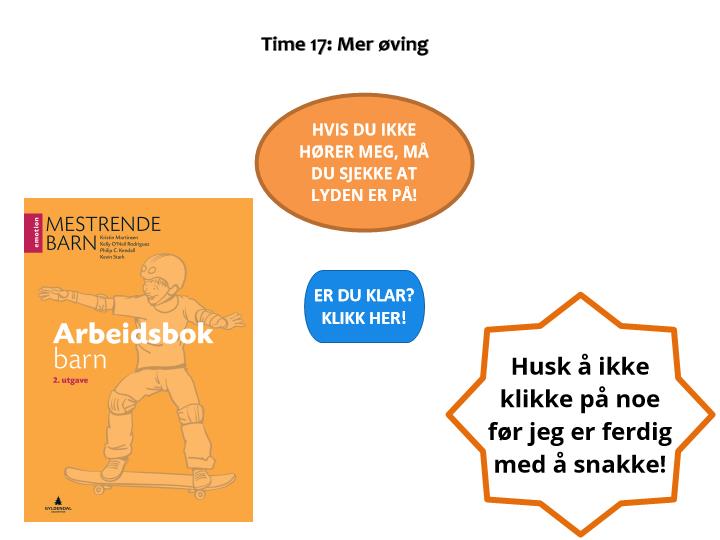 Time 17: Mer øving
HVIS DU IKKE
HØRER MEG, MÅ
DU SJEKKE AT
LYDEN ER PÅ!
emotion
MESTRENDE
BARN
Kristin Martinsen
Kelly O'Neil Rodriguez
Philip C. Kendall
Kevin Stark
Arbeidsbok
barn
2. utgave
GYLDENDAL
ER DU KLAR?
KLIKK HER!
Husk å ikke
klikke på noe
før jeg er ferdig
med å snakke!